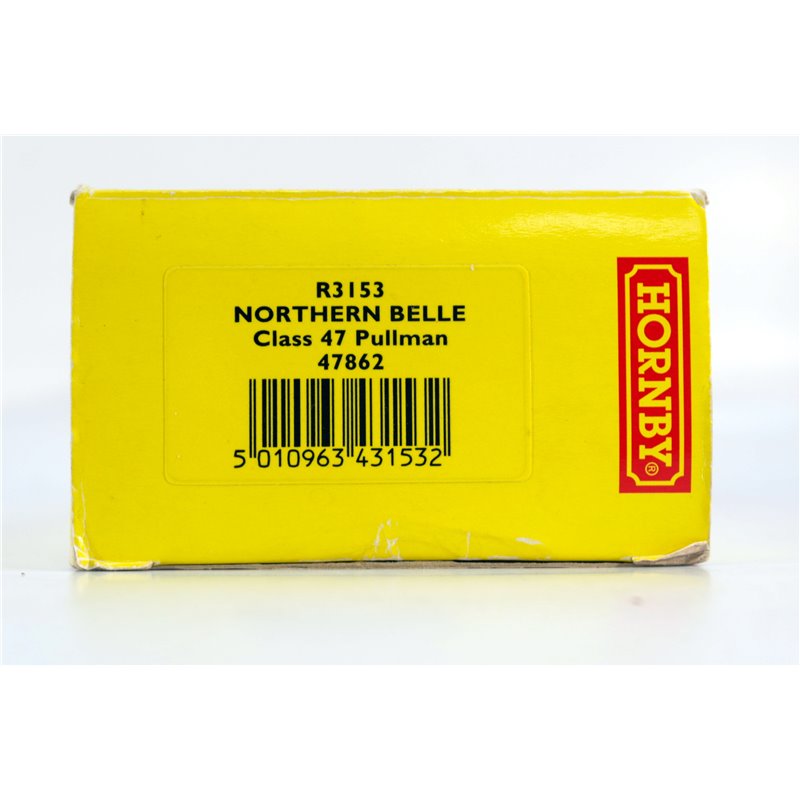 R3153
NORTHERN BELLE
Class 47 Pullman
47862
5 010963 431532
HORNBY®